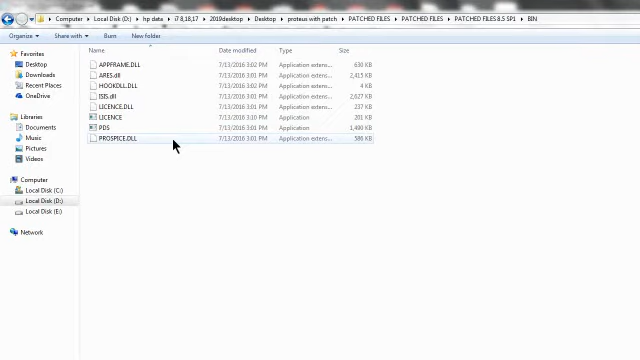 Computer ▸ Local Disk (D:) ▸ hp data ▸ i7 8,18,17 ▸ 2019desktop ▸ Desktop ▸ proteus with patch ▸ PATCHED FILES ▸ PATCHED FILES ▸ PATCHED FILES 8.5 SP1 ▸ BIN
Organize Share with Burn New folder
Name Date modified Type Size
Favorites
Desktop
Downloads
Recent Places
OneDrive
Libraries
Documents
Music
Pictures
Videos
Computer
Local Disk (C:)
Local Disk (D:)
Local Disk (E:)
Network
APPFRAME.DLL 7/13/2016 3:02 PM Application extens... 630 KB
ARES.dll 7/13/2016 3:01 PM Application extens... 2,415 KB
HOOKDLL.DLL 7/13/2016 3:02 PM Application extens... 4 KB
ISIS.dll 7/13/2016 3:01 PM Application extens... 2,627 KB
LICENCE.DLL 7/13/2016 3:01 PM Application extens... 237 KB
LICENCE 7/13/2016 3:10 PM Application 201 KB
PDS 7/13/2016 3:01 PM Application 1,490 KB
PROSPICE.DLL 7/13/2016 3:01 PM Application extens... 586 KB